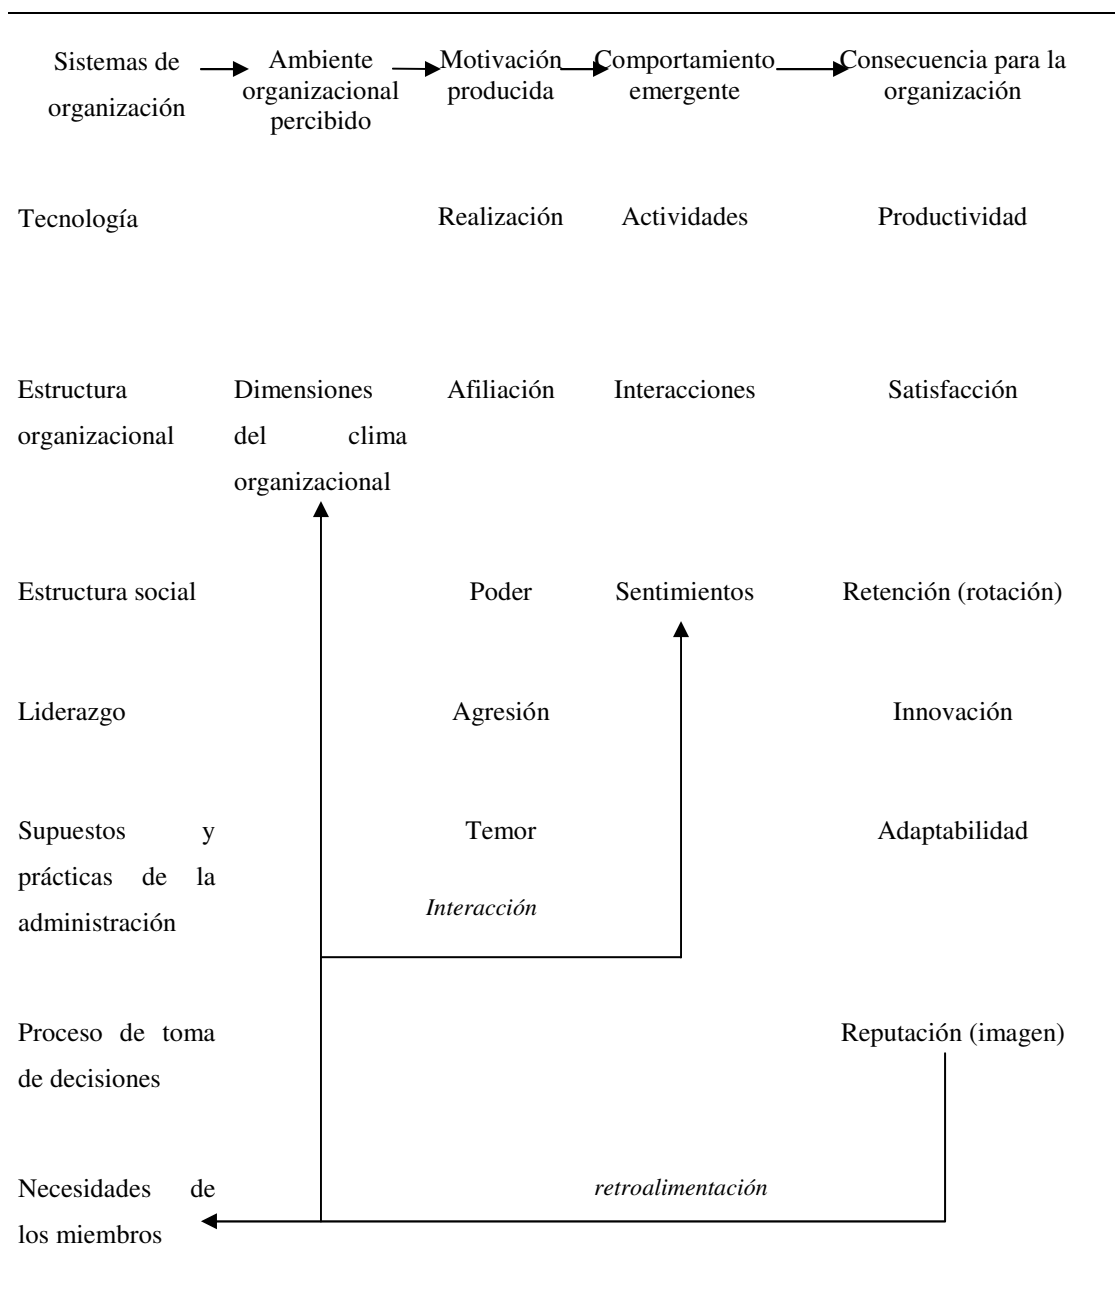 Sistemas de
organización
Ambiente
organizacional
percibido
Motivación
producida
Comportamiento
emergente
Consecuencia para la
organización
Tecnología
Realización
Actividades
Productividad
Estructura
organizacional
Dimensiones
del clima
organizacional
Afiliación
Interacciones
Satisfacción
Estructura social
Poder
Sentimientos
Retención (rotación)
Liderazgo
Agresión
Innovación
Supuestos y
prácticas de la
administración
Temor
Adaptabilidad
Interacción
Proceso de toma
de decisiones
Reputación (imagen)
Necesidades de
los miembros
retroalimentación